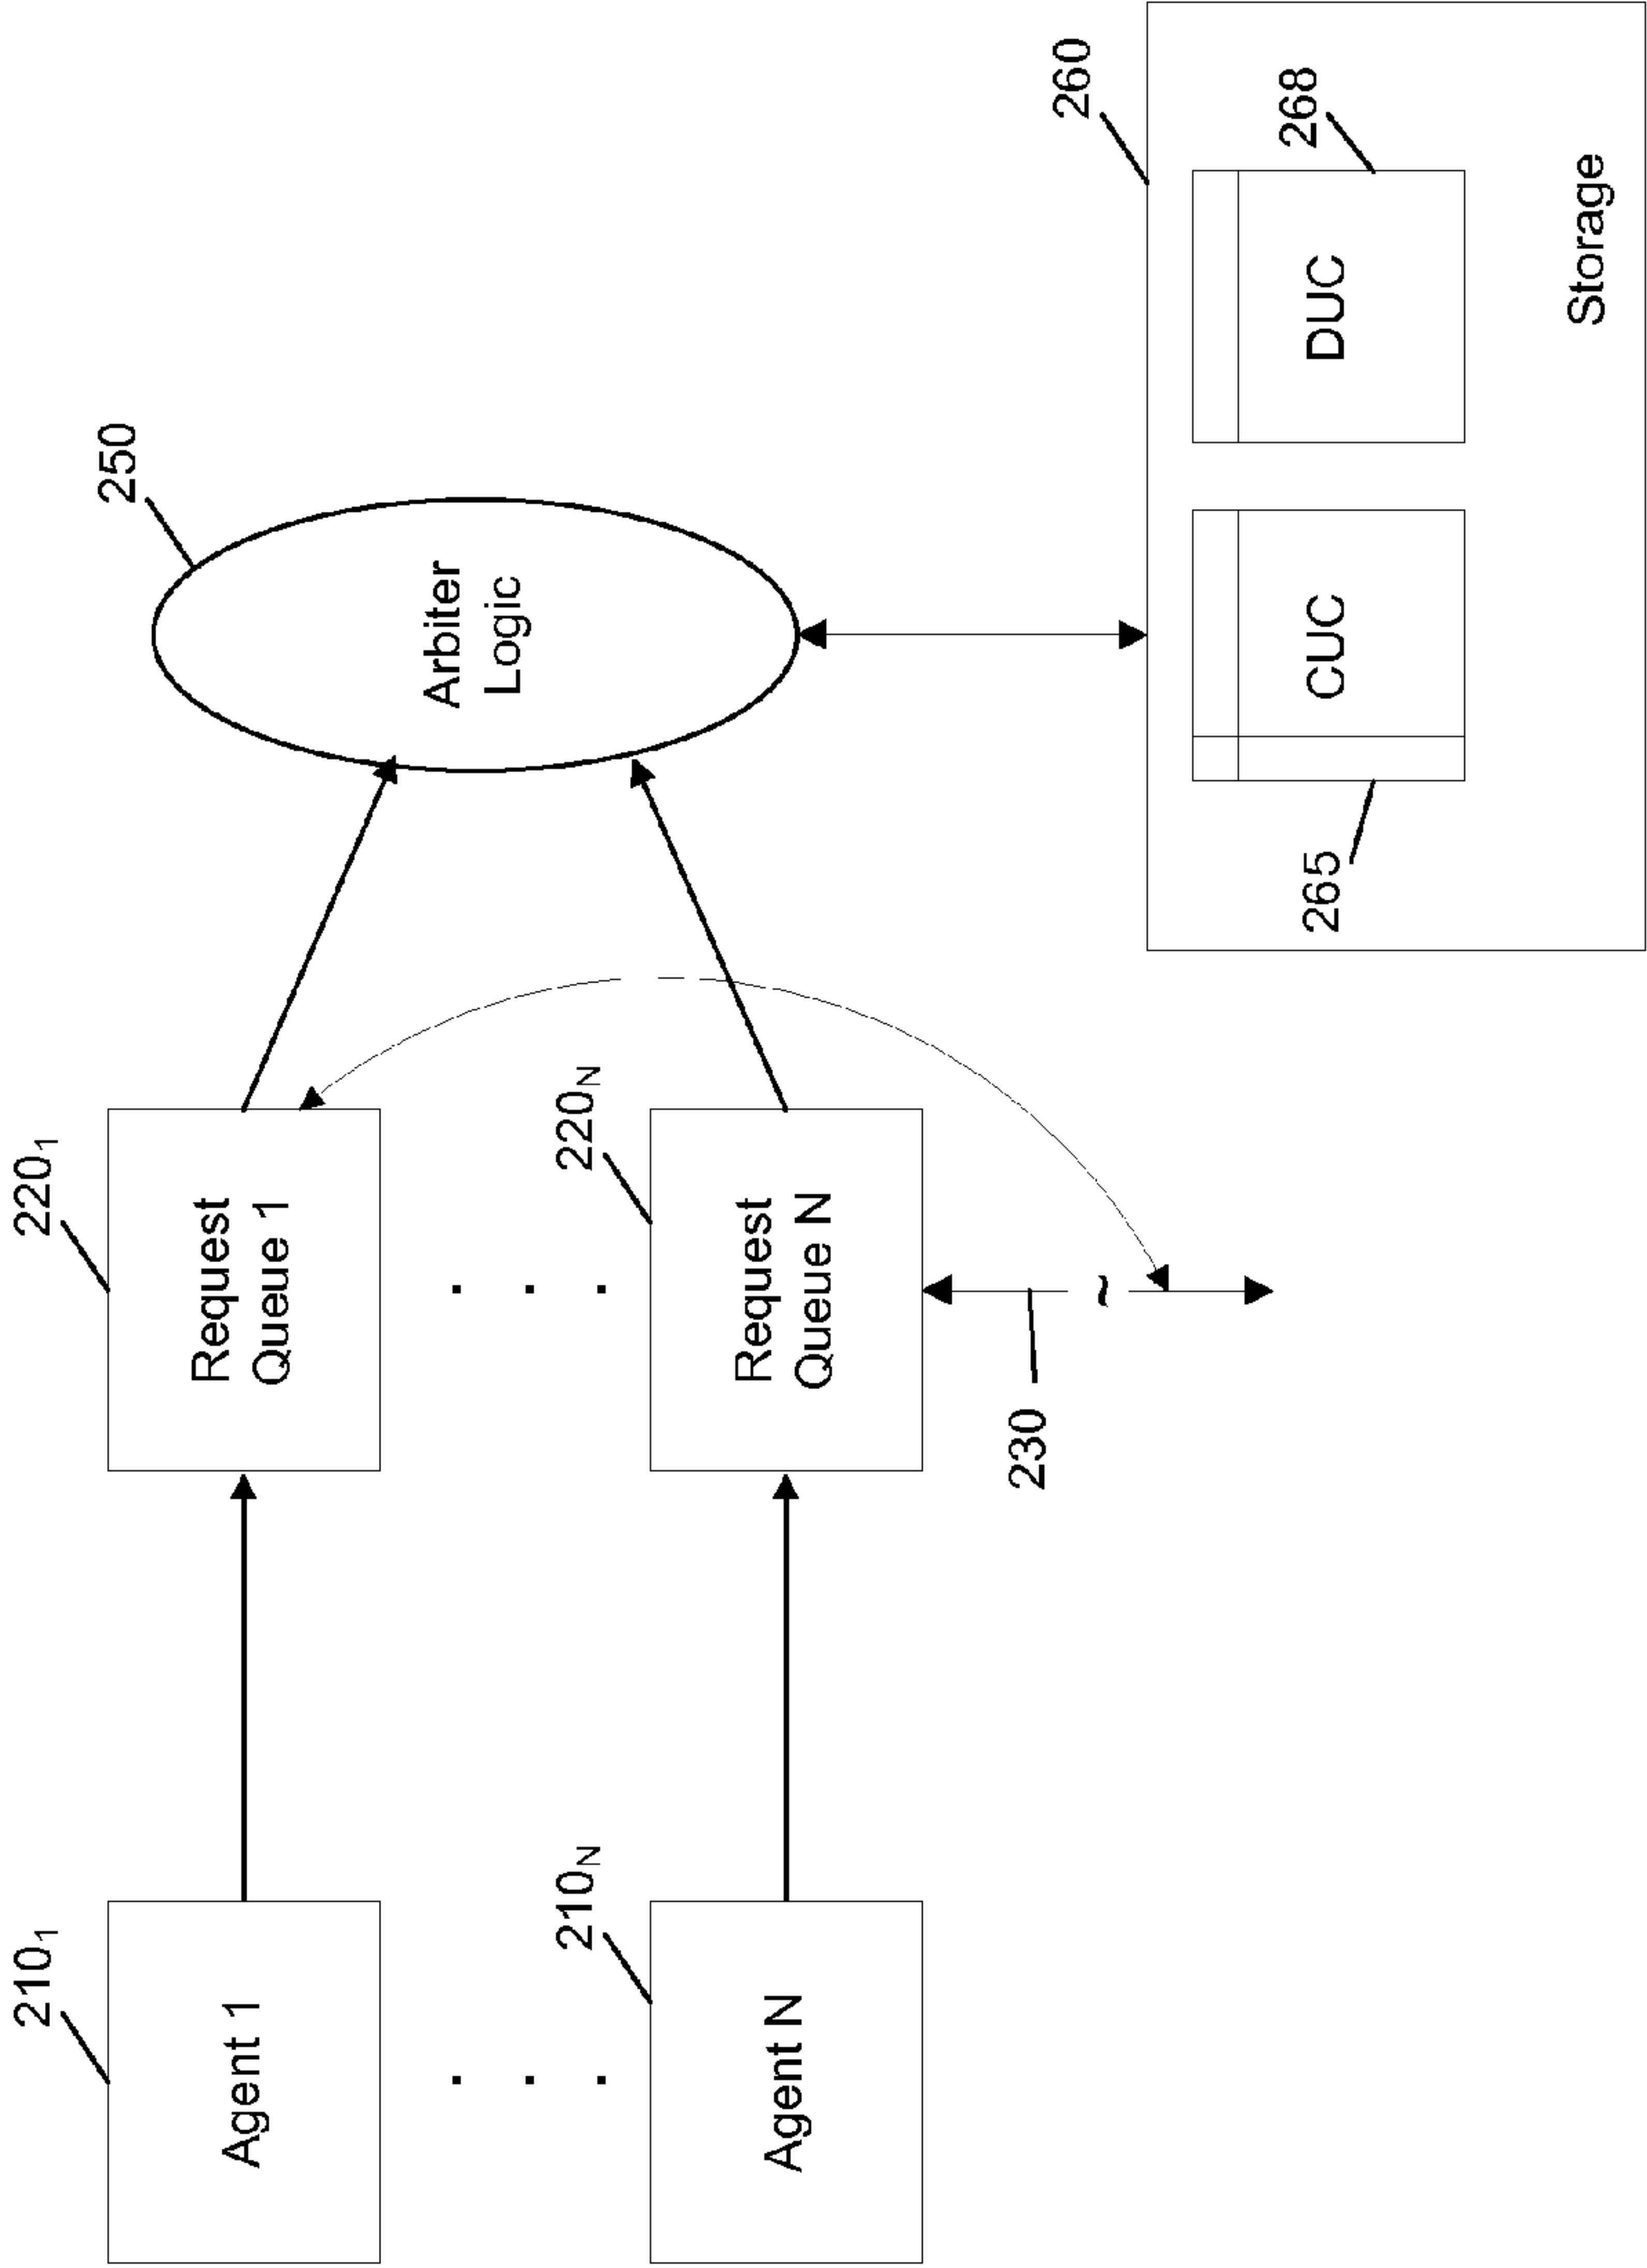 210₁
Agent 1
. . .
210N
Agent N
220₁
Request
Queue 1
. . .
220N
Request
Queue N
230
~
250
Arbiter
Logic
260
265
CUC
268
DUC
Storage